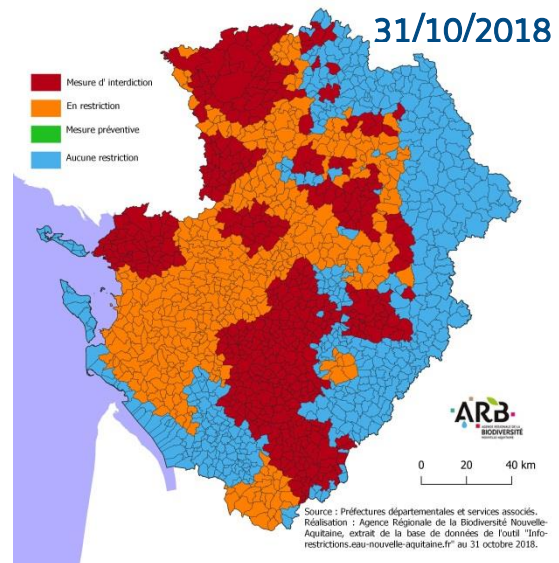 31/10/2018
Mesure d' interdiction
En restriction
Mesure préventive
Aucune restriction
ARB
AGENCE RÉGIONALE DE LA
BIODIVERSITÉ
NOUVELLE-AQUITAINE
0 20 40 km
Source : Préfectures départementales et services associés.
Réalisation : Agence Régionale de la Biodiversité Nouvelle-
Aquitaine, extrait de la base de données de l'outil "Info-
restrictions.eau-nouvelle-aquitaine.fr" au 31 octobre 2018.